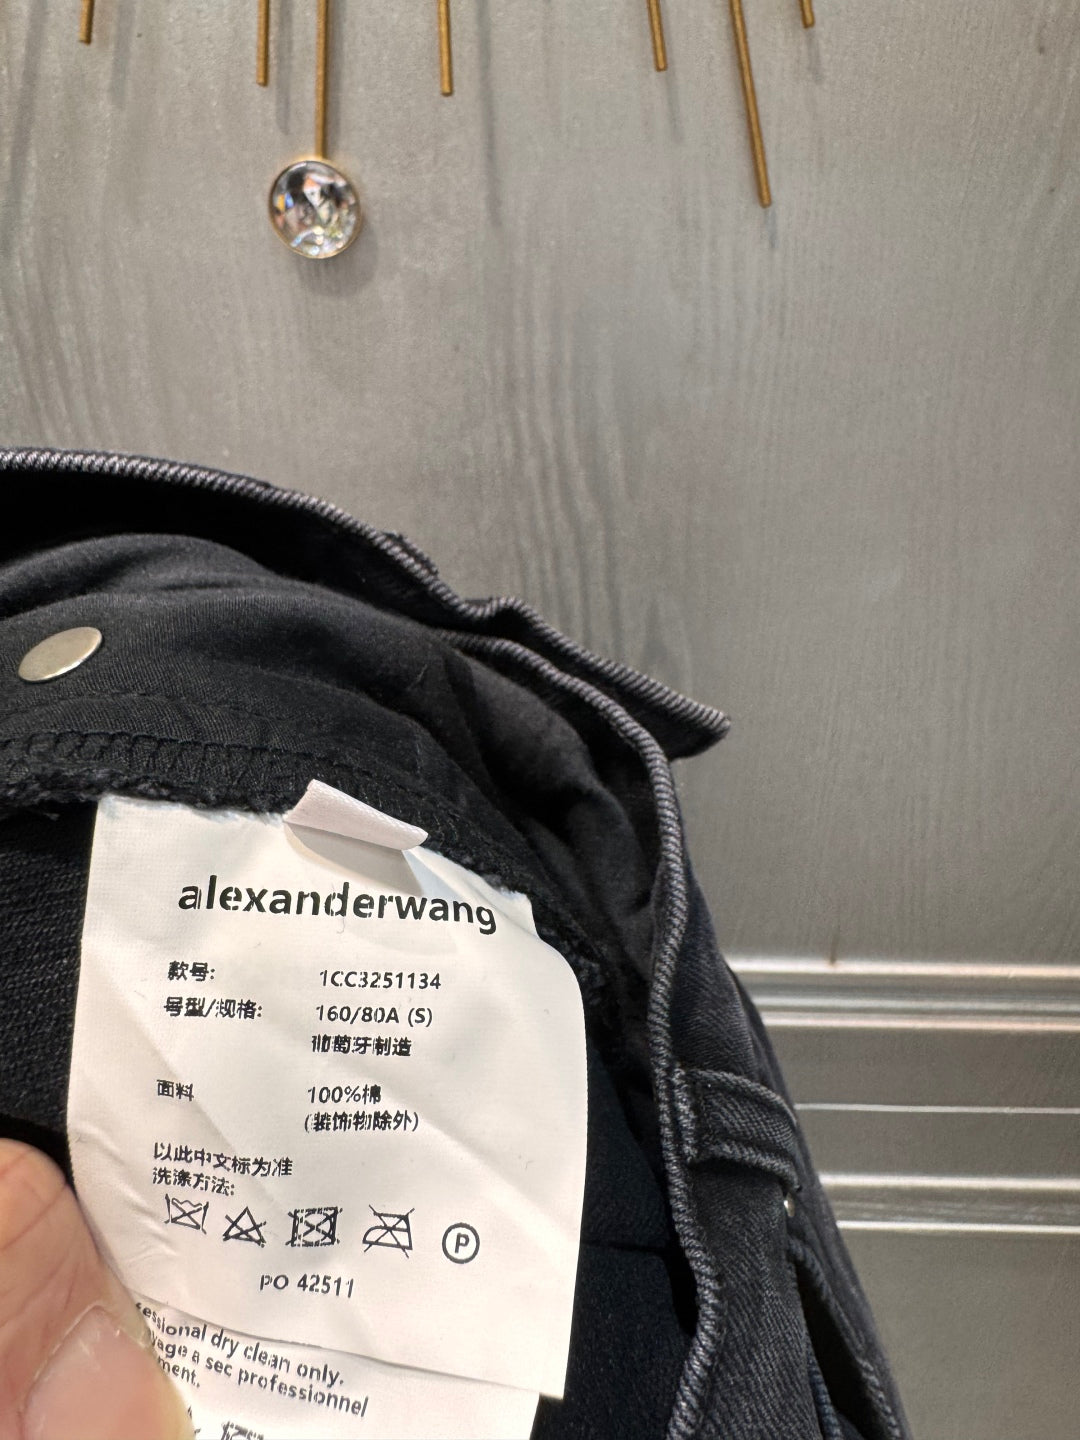 alexanderwang
款号: 1CC3251134
号型/规格: 160/80A (S)
葡萄牙制造
面料 100%棉
(装饰物除外)
以此中文标为准
洗涤方法:
P
PO 42511
dry clean only.
a sec professionnel